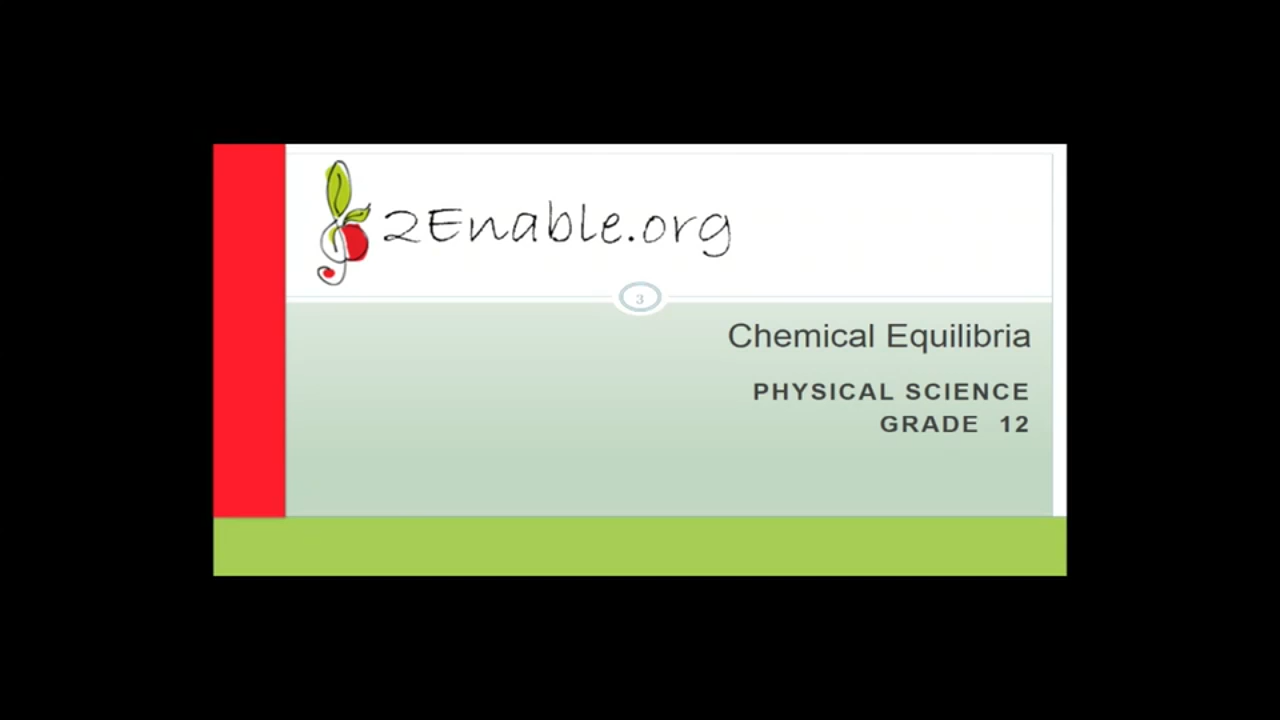 2Enable.org
3
Chemical Equilibria
PHYSICAL SCIENCE
GRADE 12